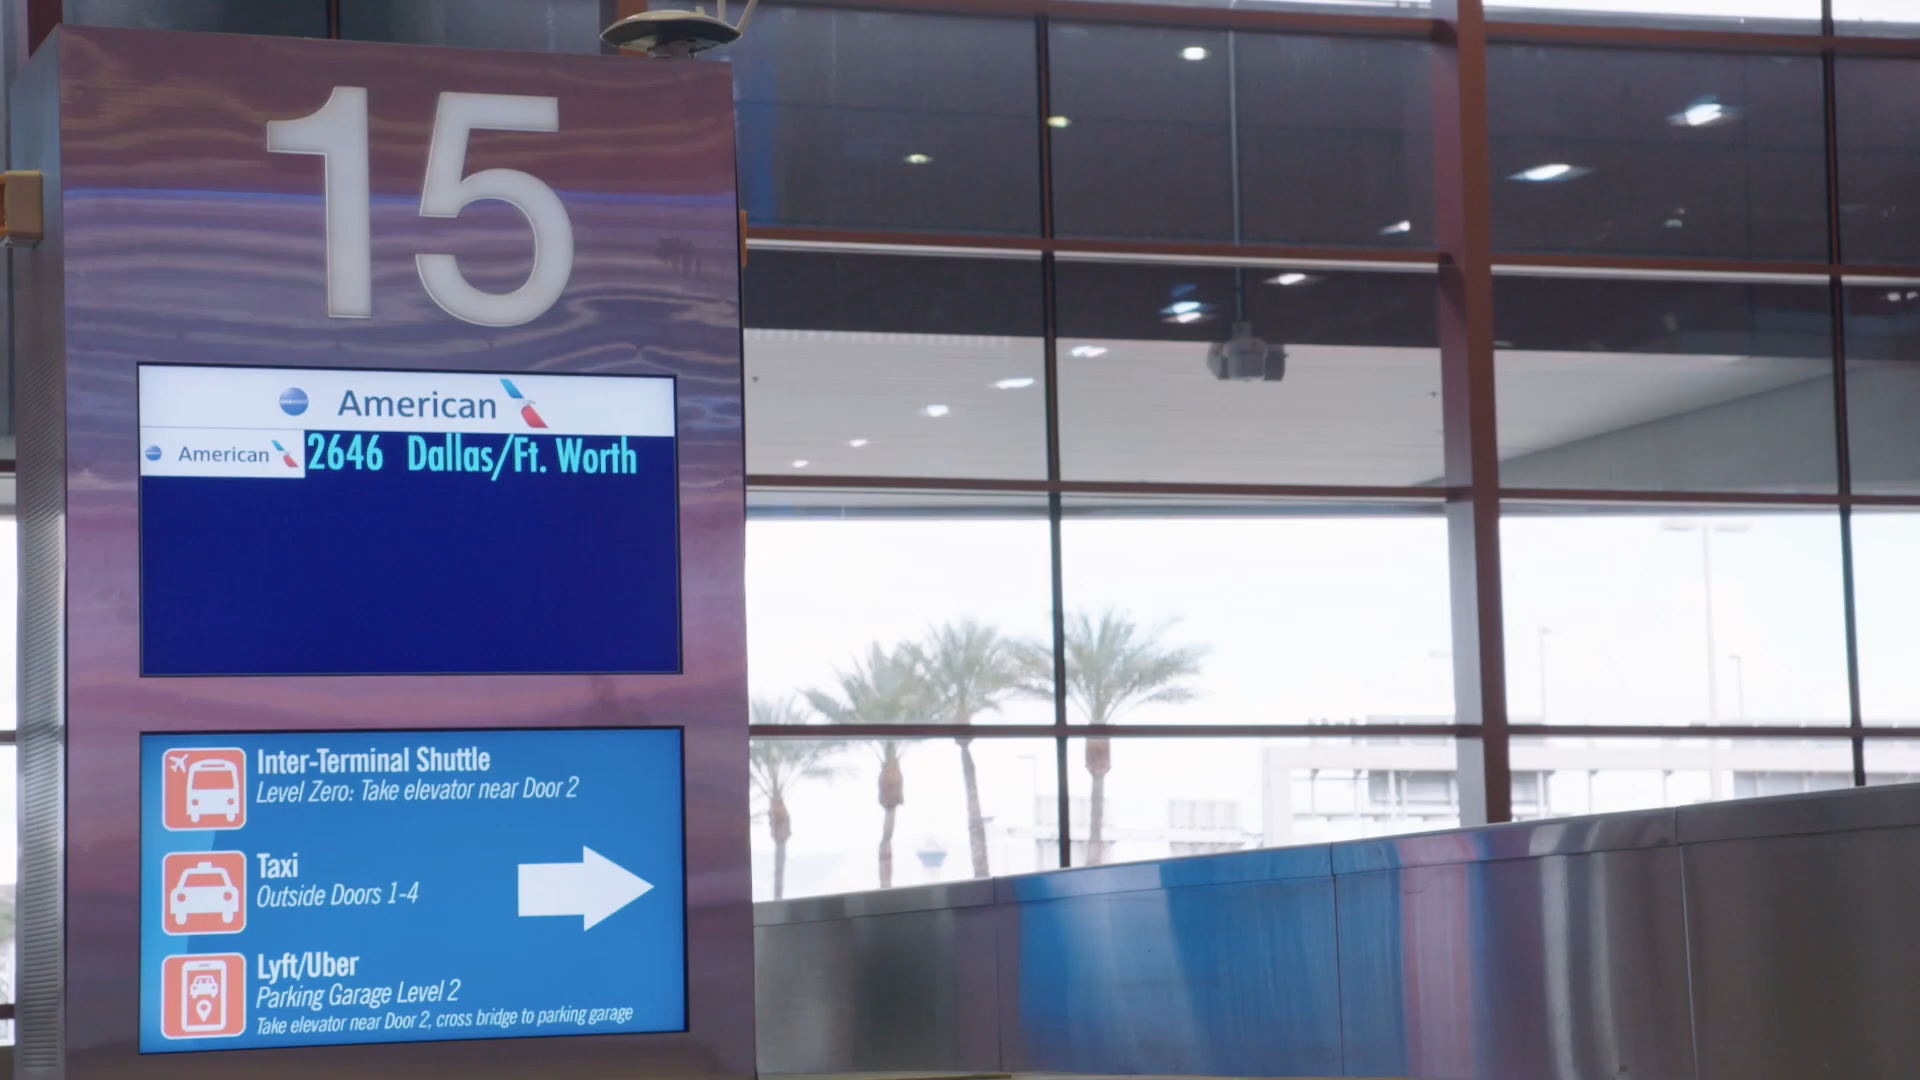 15
American
American 2646 Dallas/Ft. Worth
Inter-Terminal Shuttle
Level Zero: Take elevator near Door 2
Taxi
Outside Doors 1-4
Lyft/Uber
Parking Garage Level 2
Take elevator near Door 2, cross bridge to parking garage